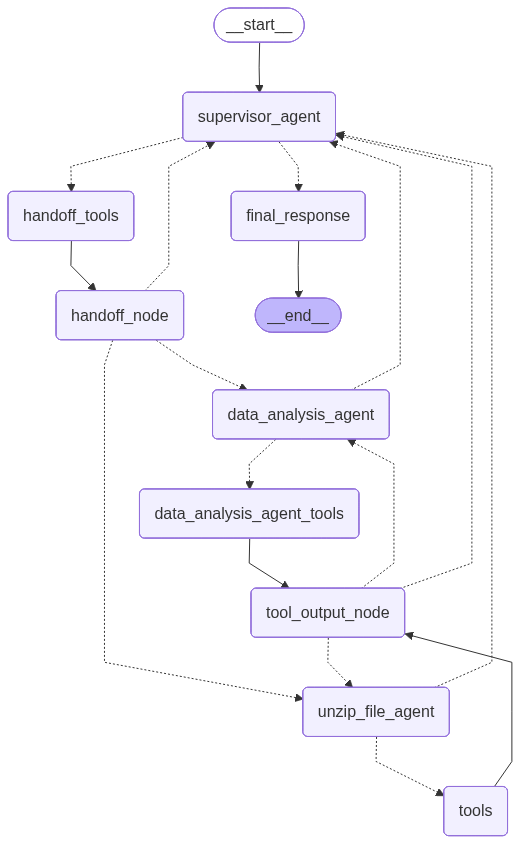 __start__
supervisor_agent
handoff_tools
final_response
handoff_node
__end__
data_analysis_agent
data_analysis_agent_tools
tool_output_node
unzip_file_agent
tools